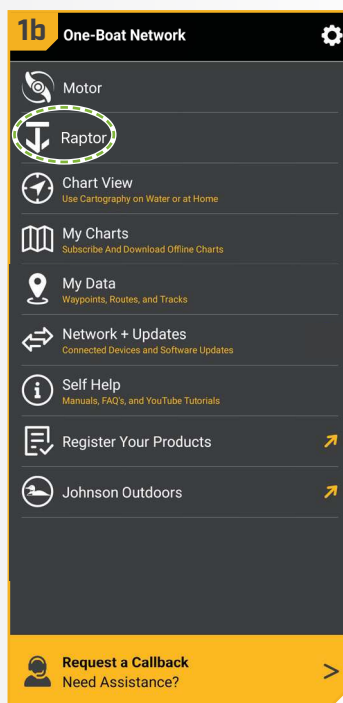 1b
One-Boat Network
Motor
Raptor
Chart View
Use Cartography on Water or at Home
My Charts
Subscribe And Download Offline Charts
My Data
Waypoints, Routes, and Tracks
Network + Updates
Connected Devices and Software Updates
Self Help
Manuals, FAQ's, and YouTube Tutorials
Register Your Products
Johnson Outdoors
Request a Callback
Need Assistance?